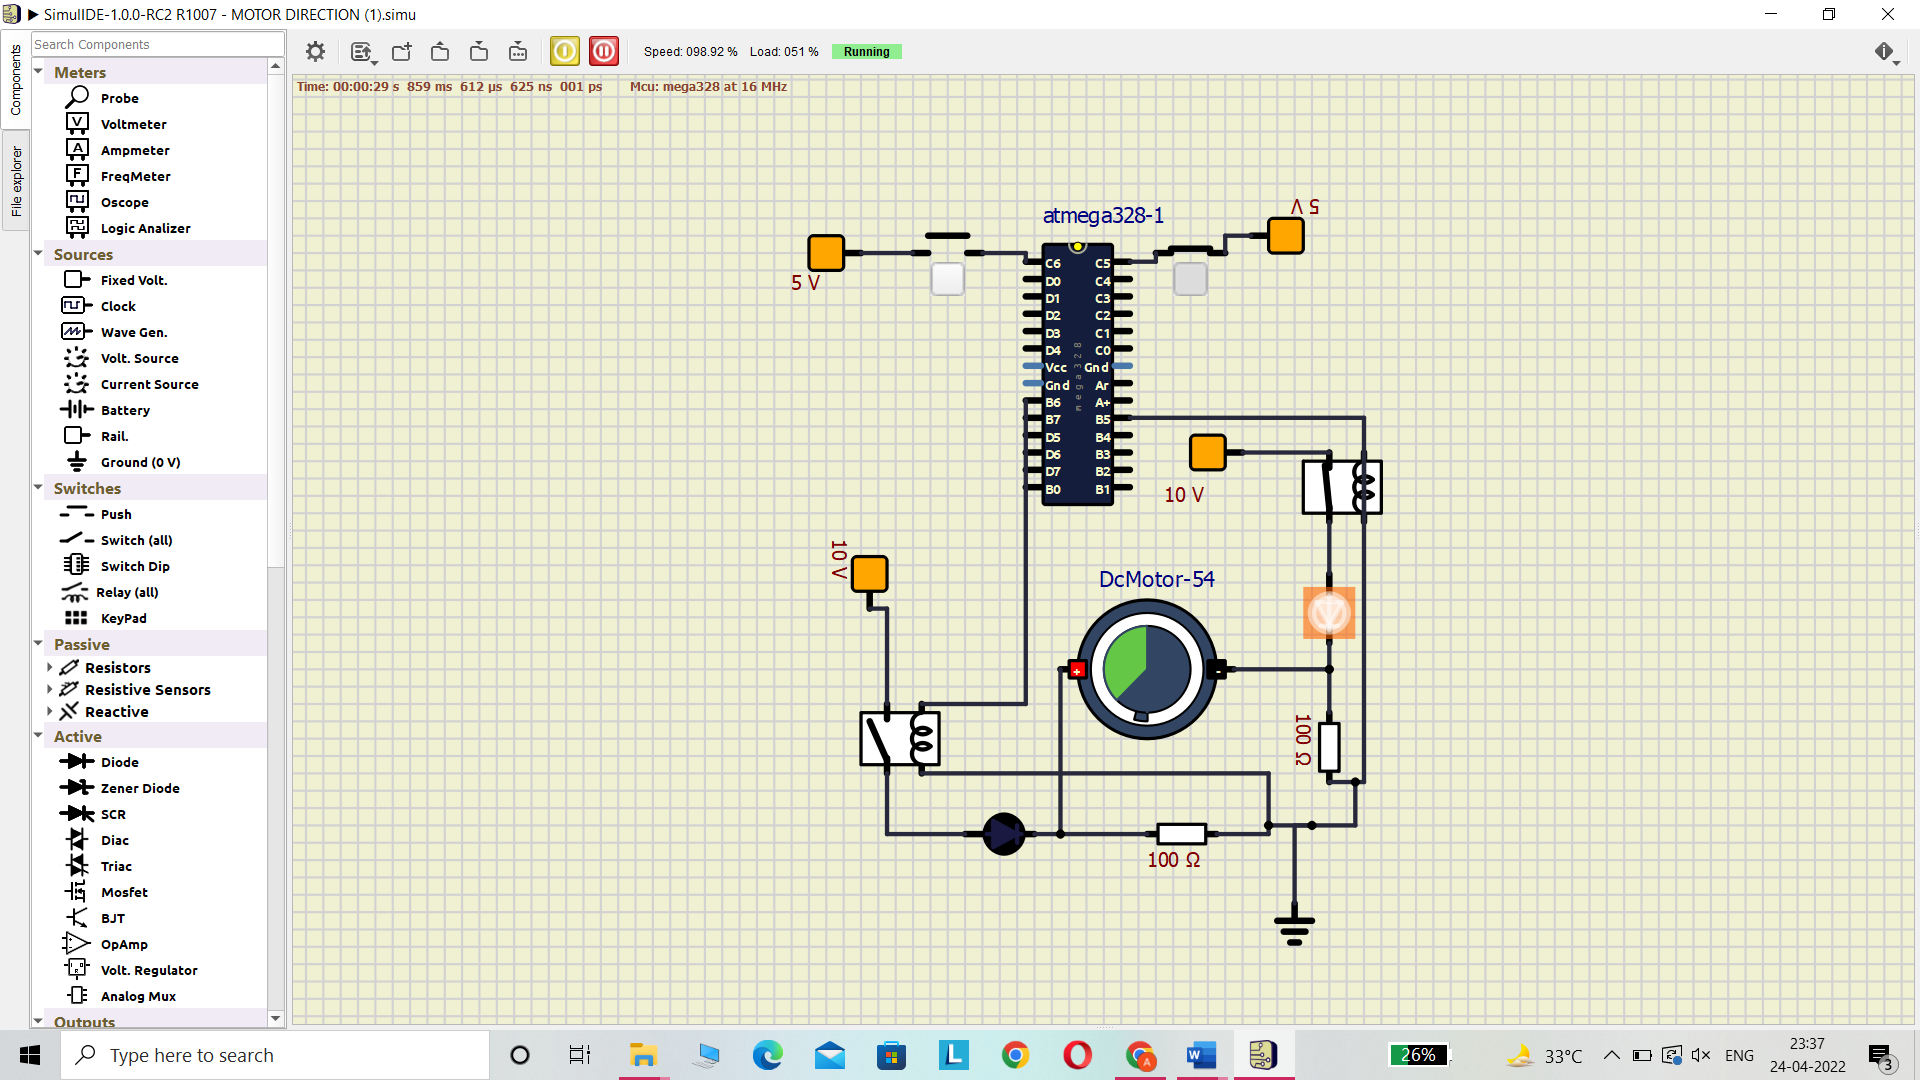 SimulIDE-1.0.0-RC2 R1007 - MOTOR DIRECTION (1).simu
Components
File explorer
Search Components
Meters
Probe
Voltmeter
Ampmeter
FreqMeter
Oscope
Logic Analizer
Sources
Fixed Volt.
Clock
Wave Gen.
Volt. Source
Current Source
Battery
Rail.
Ground (0 V)
Switches
Push
Switch (all)
Switch Dip
Relay (all)
KeyPad
Passive
Resistors
Resistive Sensors
Reactive
Active
Diode
Zener Diode
SCR
Diac
Triac
Mosfet
BJT
OpAmp
Volt. Regulator
Analog Mux
Outputs
Speed: 098.92 % Load: 051 % Running
Time: 00:00:29 s 859 ms 612 µs 625 ns 001 ps Mcu: mega328 at 16 MHz
atmega328-1
5 V
5 V
C6 C5
D0 C4
D1 C3
D2 C2
D3 C1
D4 C0
Vcc Gnd
Gnd Ar
B6 A+
B7 B5
D5 B4
D6 B3
D7 B2
B0 B1
mega328
10 V
10 V
DcMotor-54
+
-
100 Ω
100 Ω
Type here to search
26%
33°C
ENG
23:37
24-04-2022
3